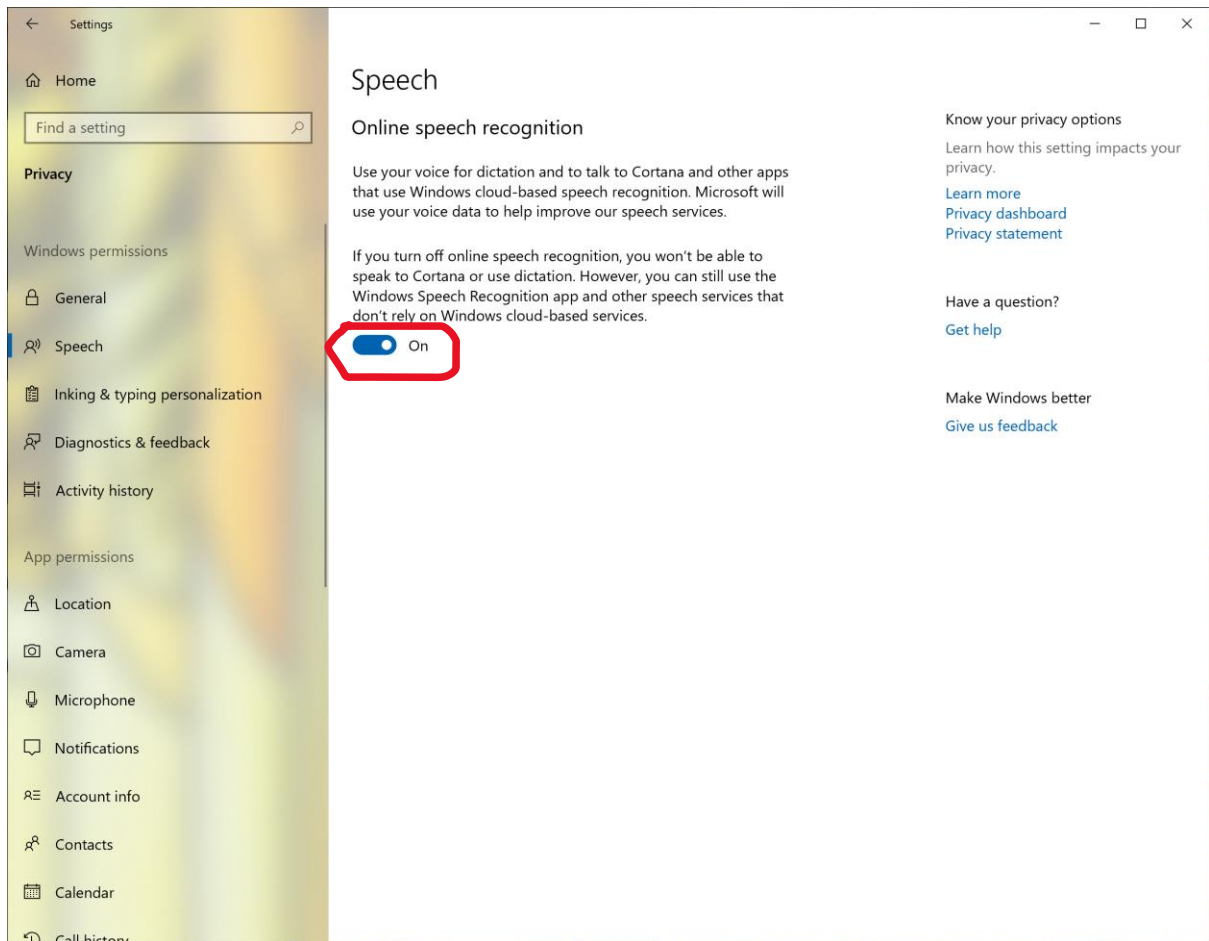 Settings
Home
Find a setting
Privacy
Windows permissions
General
Speech
Inking & typing personalization
Diagnostics & feedback
Activity history
App permissions
Location
Camera
Microphone
Notifications
Account info
Contacts
Calendar
Call history
Speech
Online speech recognition
Use your voice for dictation and to talk to Cortana and other apps
that use Windows cloud-based speech recognition. Microsoft will
use your voice data to help improve our speech services.
If you turn off online speech recognition, you won't be able to
speak to Cortana or use dictation. However, you can still use the
Windows Speech Recognition app and other speech services that
don't rely on Windows cloud-based services.
On
Know your privacy options
Learn how this setting impacts your
privacy.
Learn more
Privacy dashboard
Privacy statement
Have a question?
Get help
Make Windows better
Give us feedback